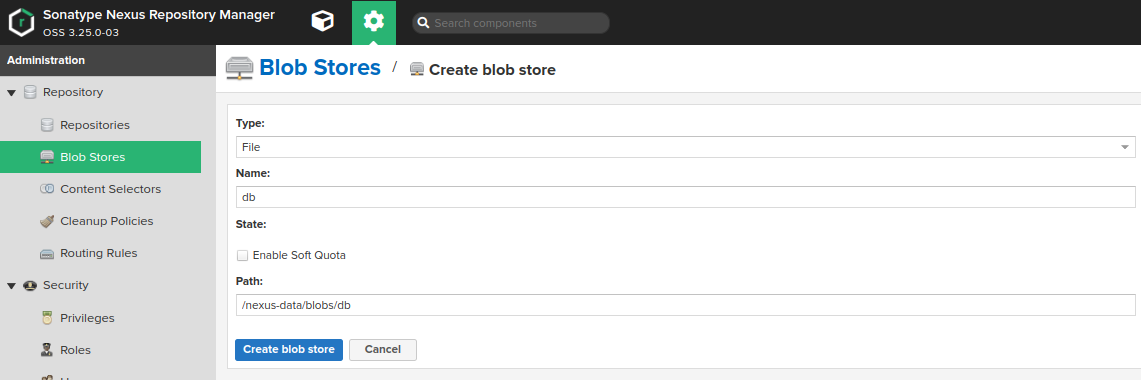 Sonatype Nexus Repository Manager
OSS 3.25.0-03
Search components
Administration
Repository
Repositories
Blob Stores
Content Selectors
Cleanup Policies
Routing Rules
Security
Privileges
Roles
Blob Stores / Create blob store
Type:
File
Name:
db
State:
Enable Soft Quota
Path:
/nexus-data/blobs/db
Create blob store Cancel